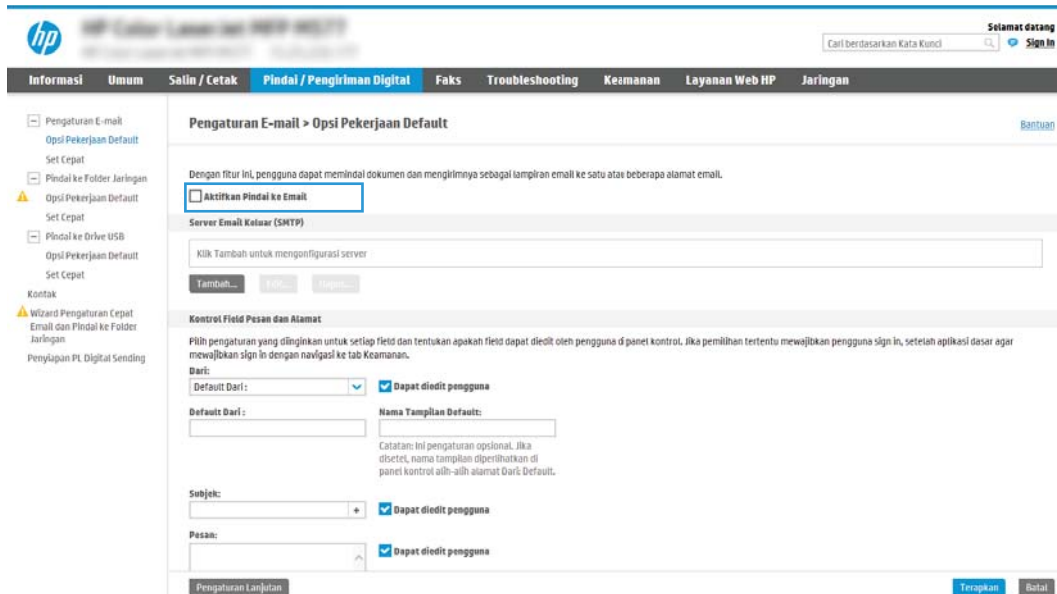 hp
Selamat datang
Cari berdasarkan Kata Kunci
Sign In
Informasi Umum Salin / Cetak Pindai / Pengiriman Digital Faks Troubleshooting Keamanan Layanan Web HP Jaringan
Pengaturan E-mail
Opsi Pekerjaan Default
Set Cepat
Pindai ke Folder Jaringan
Opsi Pekerjaan Default
Set Cepat
Pindai ke Drive USB
Opsi Pekerjaan Default
Set Cepat
Kontak
Wizard Pengaturan Cepat
Email dan Pindai ke Folder
Jaringan
Penyiapan PL Digital Sending
Pengaturan E-mail > Opsi Pekerjaan Default
Bantuan
Dengan fitur ini, pengguna dapat memindai dokumen dan mengirimnya sebagai lampiran email ke satu atau beberapa alamat email.
Aktifkan Pindai ke Email
Server Email Keluar (SMTP)
Klik Tambah untuk mengonfigurasi server
Tambah... Edit... Hapus...
Kontrol Field Pesan dan Alamat
Pilih pengaturan yang diinginkan untuk setiap field dan tentukan apakah field dapat diedit oleh pengguna di panel kontrol. Jika pemilihan tertentu mewajibkan pengguna sign in, setelah aplikasi dasar agar
mewajibkan sign in dengan navigasi ke tab Keamanan.
Dari:
Default Dari :
Dapat diedit pengguna
Default Dari :
Nama Tampilan Default:
Catatan: Ini pengaturan opsional. Jika
disetel, nama tampilan diperlihatkan di
panel kontrol alih-alih alamat Dari: Default.
Subjek:
+
Dapat diedit pengguna
Pesan:
Dapat diedit pengguna
Pengaturan Lanjutan
Terapkan Batal